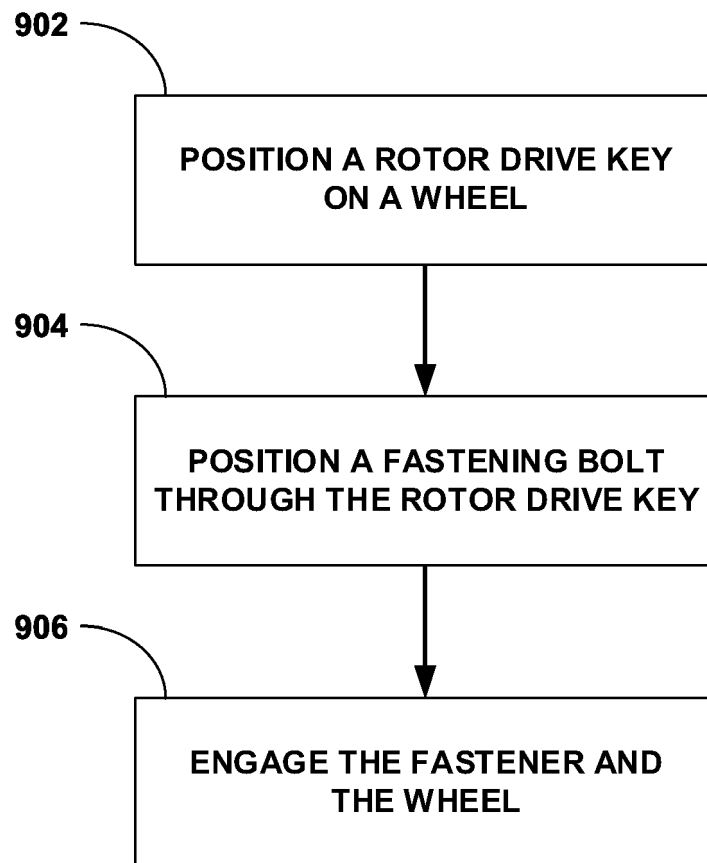 902
POSITION A ROTOR DRIVE KEY
ON A WHEEL
904
POSITION A FASTENING BOLT
THROUGH THE ROTOR DRIVE KEY
906
ENGAGE THE FASTENER AND
THE WHEEL